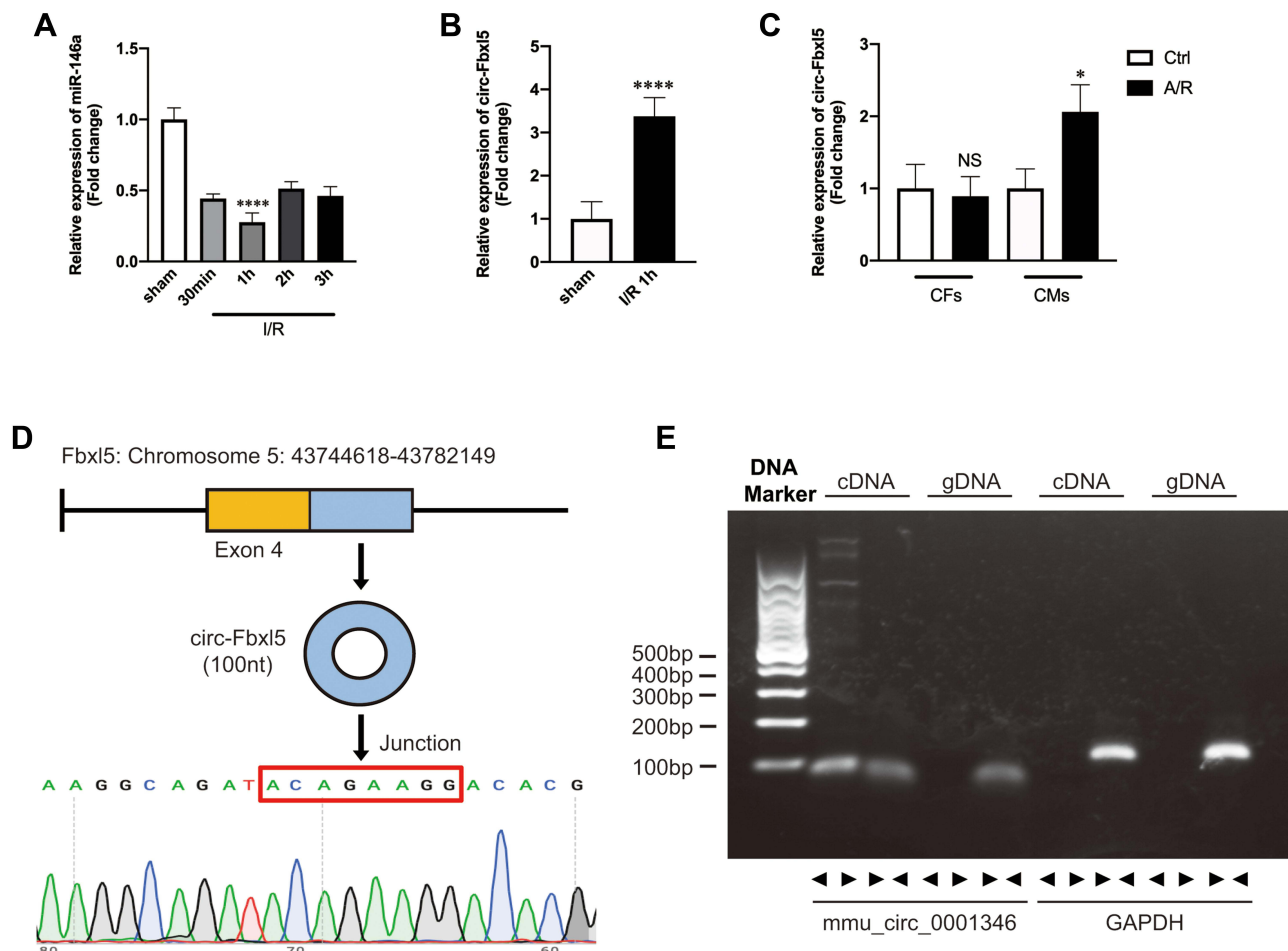 A
Relative expression of miR-146a
(Fold change)
1.5
1.0
0.5
0.0
****
sham
30min
1h
2h
3h
I/R
B
Relative expression of circ-Fbxl5
(Fold change)
5
4
3
2
1
0
****
sham
I/R 1h
C
Relative expression of circ-Fbxl5
(Fold change)
3
2
1
0
NS
*
Ctrl
A/R
CFs
CMs
D
Fbxl5: Chromosome 5: 43744618-43782149
Exon 4
circ-Fbxl5
(100nt)
Junction
A A G G C A G A T A C A G A A G G A C A C G
80
70
60
E
DNA
Marker
cDNA
gDNA
cDNA
gDNA
500bp
400bp
300bp
200bp
100bp
mmu_circ_0001346
GAPDH